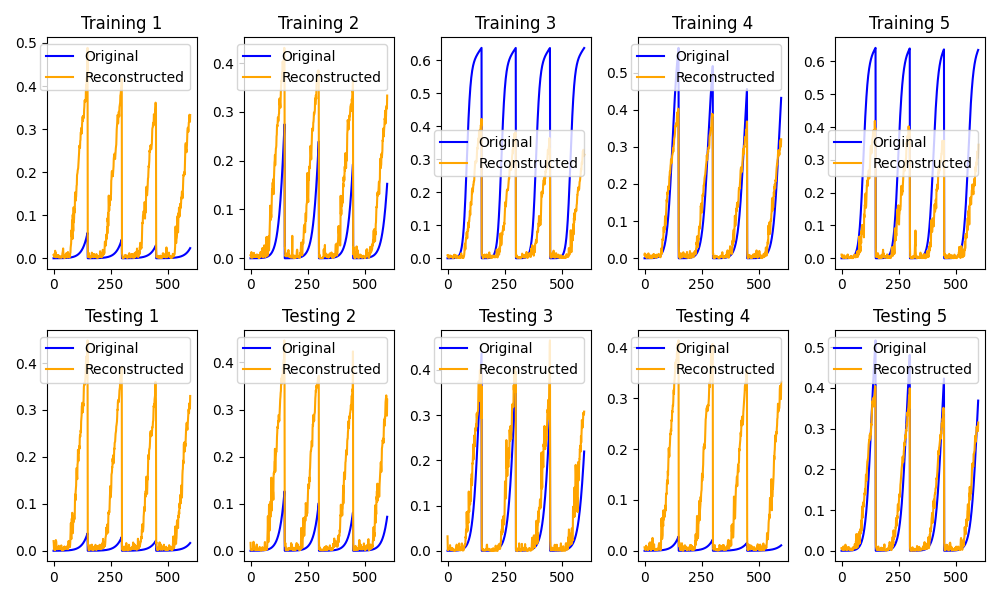 Training 1
Training 2
Training 3
Training 4
Training 5
Original
Reconstructed
0.5
0.4
0.3
0.2
0.1
0.0
0
250
500
Original
Reconstructed
0.4
0.3
0.2
0.1
0.0
0
250
500
Original
Reconstructed
0.6
0.5
0.4
0.3
0.2
0.1
0.0
0
250
500
Original
Reconstructed
0.5
0.4
0.3
0.2
0.1
0.0
0
250
500
Original
Reconstructed
0.6
0.5
0.4
0.3
0.2
0.1
0.0
0
250
500
Testing 1
Testing 2
Testing 3
Testing 4
Testing 5
Original
Reconstructed
0.4
0.3
0.2
0.1
0.0
0
250
500
Original
Reconstructed
0.4
0.3
0.2
0.1
0.0
0
250
500
Original
Reconstructed
0.4
0.3
0.2
0.1
0.0
0
250
500
Original
Reconstructed
0.4
0.3
0.2
0.1
0.0
0
250
500
Original
Reconstructed
0.5
0.4
0.3
0.2
0.1
0.0
0
250
500